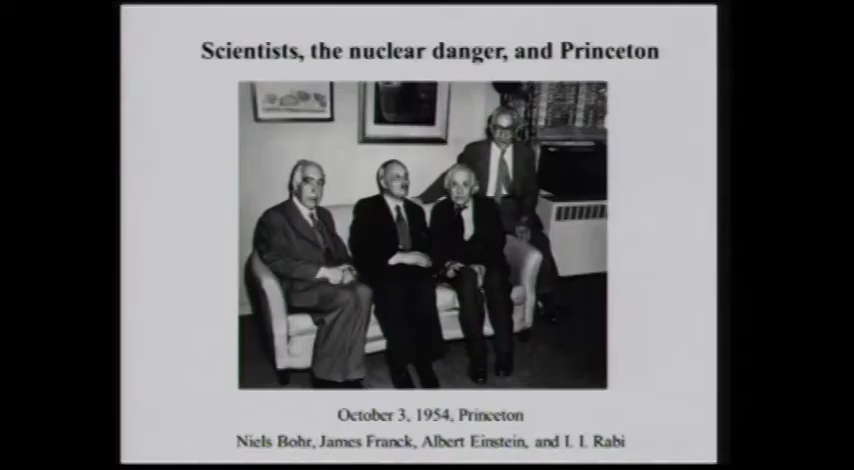 Scientists, the nuclear danger, and Princeton
October 3, 1954, Princeton
Niels Bohr, James Franck, Albert Einstein, and I. I. Rabi